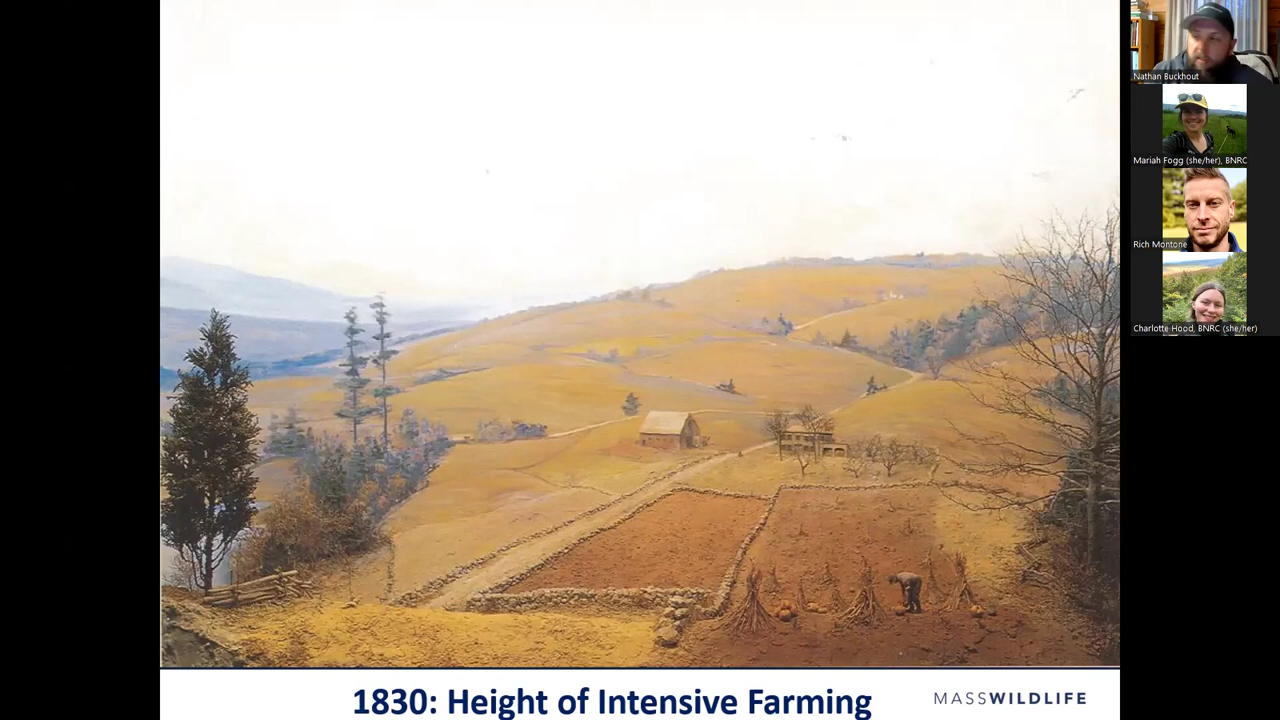 Nathan Buckhout
Mariah Fogg (she/her), BNRC
Rich Montone
Charlotte Hood, BNRC (she/her)
1830: Height of Intensive Farming
MASSWILDLIFE